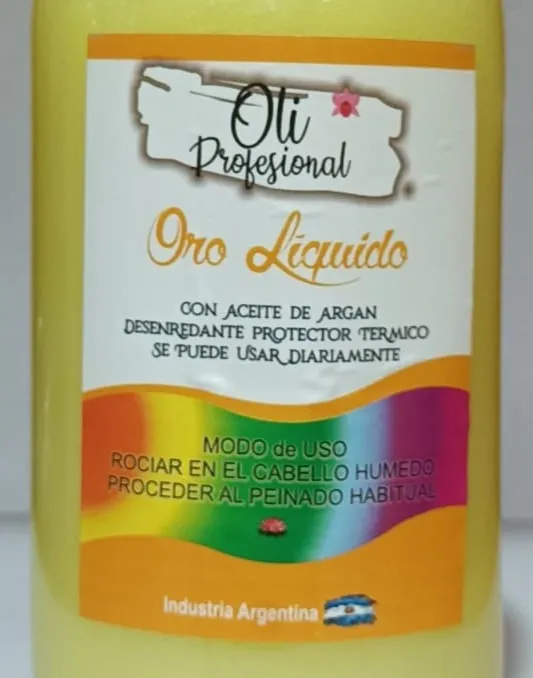 Oli
Profesional
Oro Líquido
CON ACEITE DE ARGAN
DESENREDANTE PROTECTOR TERMICO
SE PUEDE USAR DIARIAMENTE
MODO de USO
ROCIAR EN EL CABELLO HUMEDO
PROCEDER AL PEINADO HABITUAL
Industria Argentina